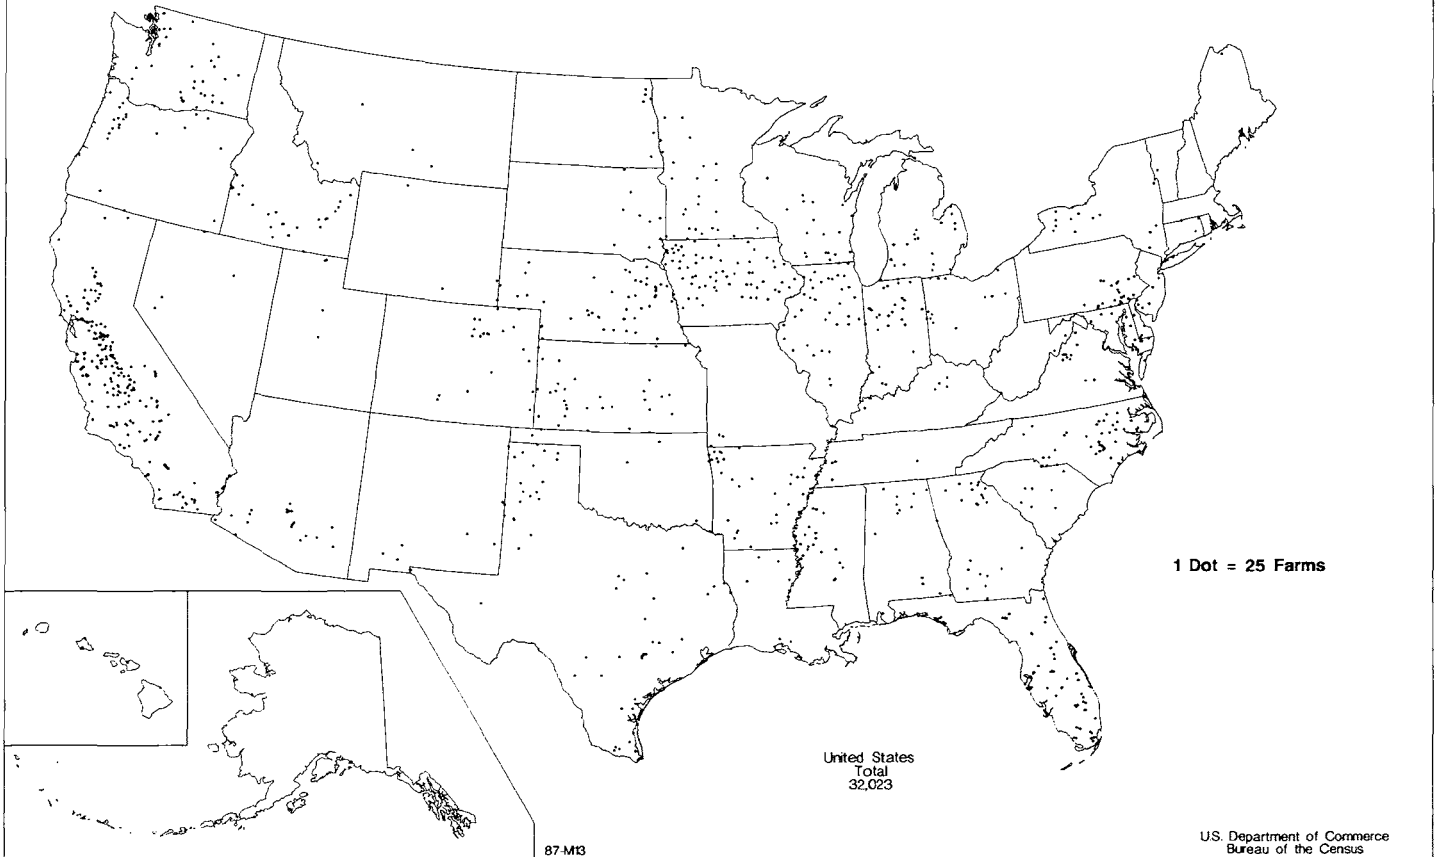 1 Dot = 25 Farms
United States
Total
32,023
87-M13
U.S. Department of Commerce
Bureau of the Census